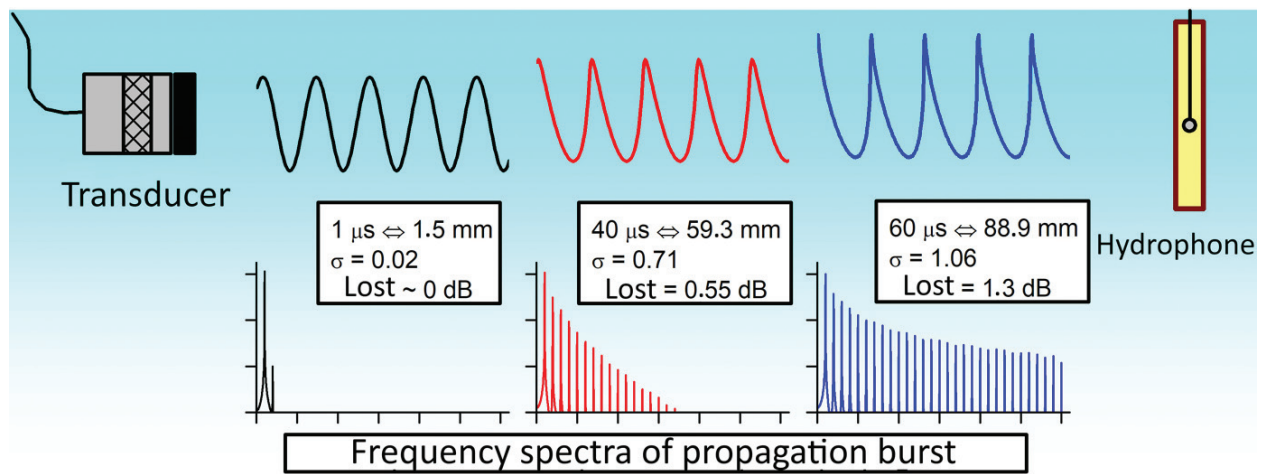 Transducer
1 μs ⇔ 1.5 mm
σ = 0.02
Lost ~ 0 dB
40 μs ⇔ 59.3 mm
σ = 0.71
Lost = 0.55 dB
60 μs ⇔ 88.9 mm
σ = 1.06
Lost = 1.3 dB
Hydrophone
Frequency spectra of propagation burst